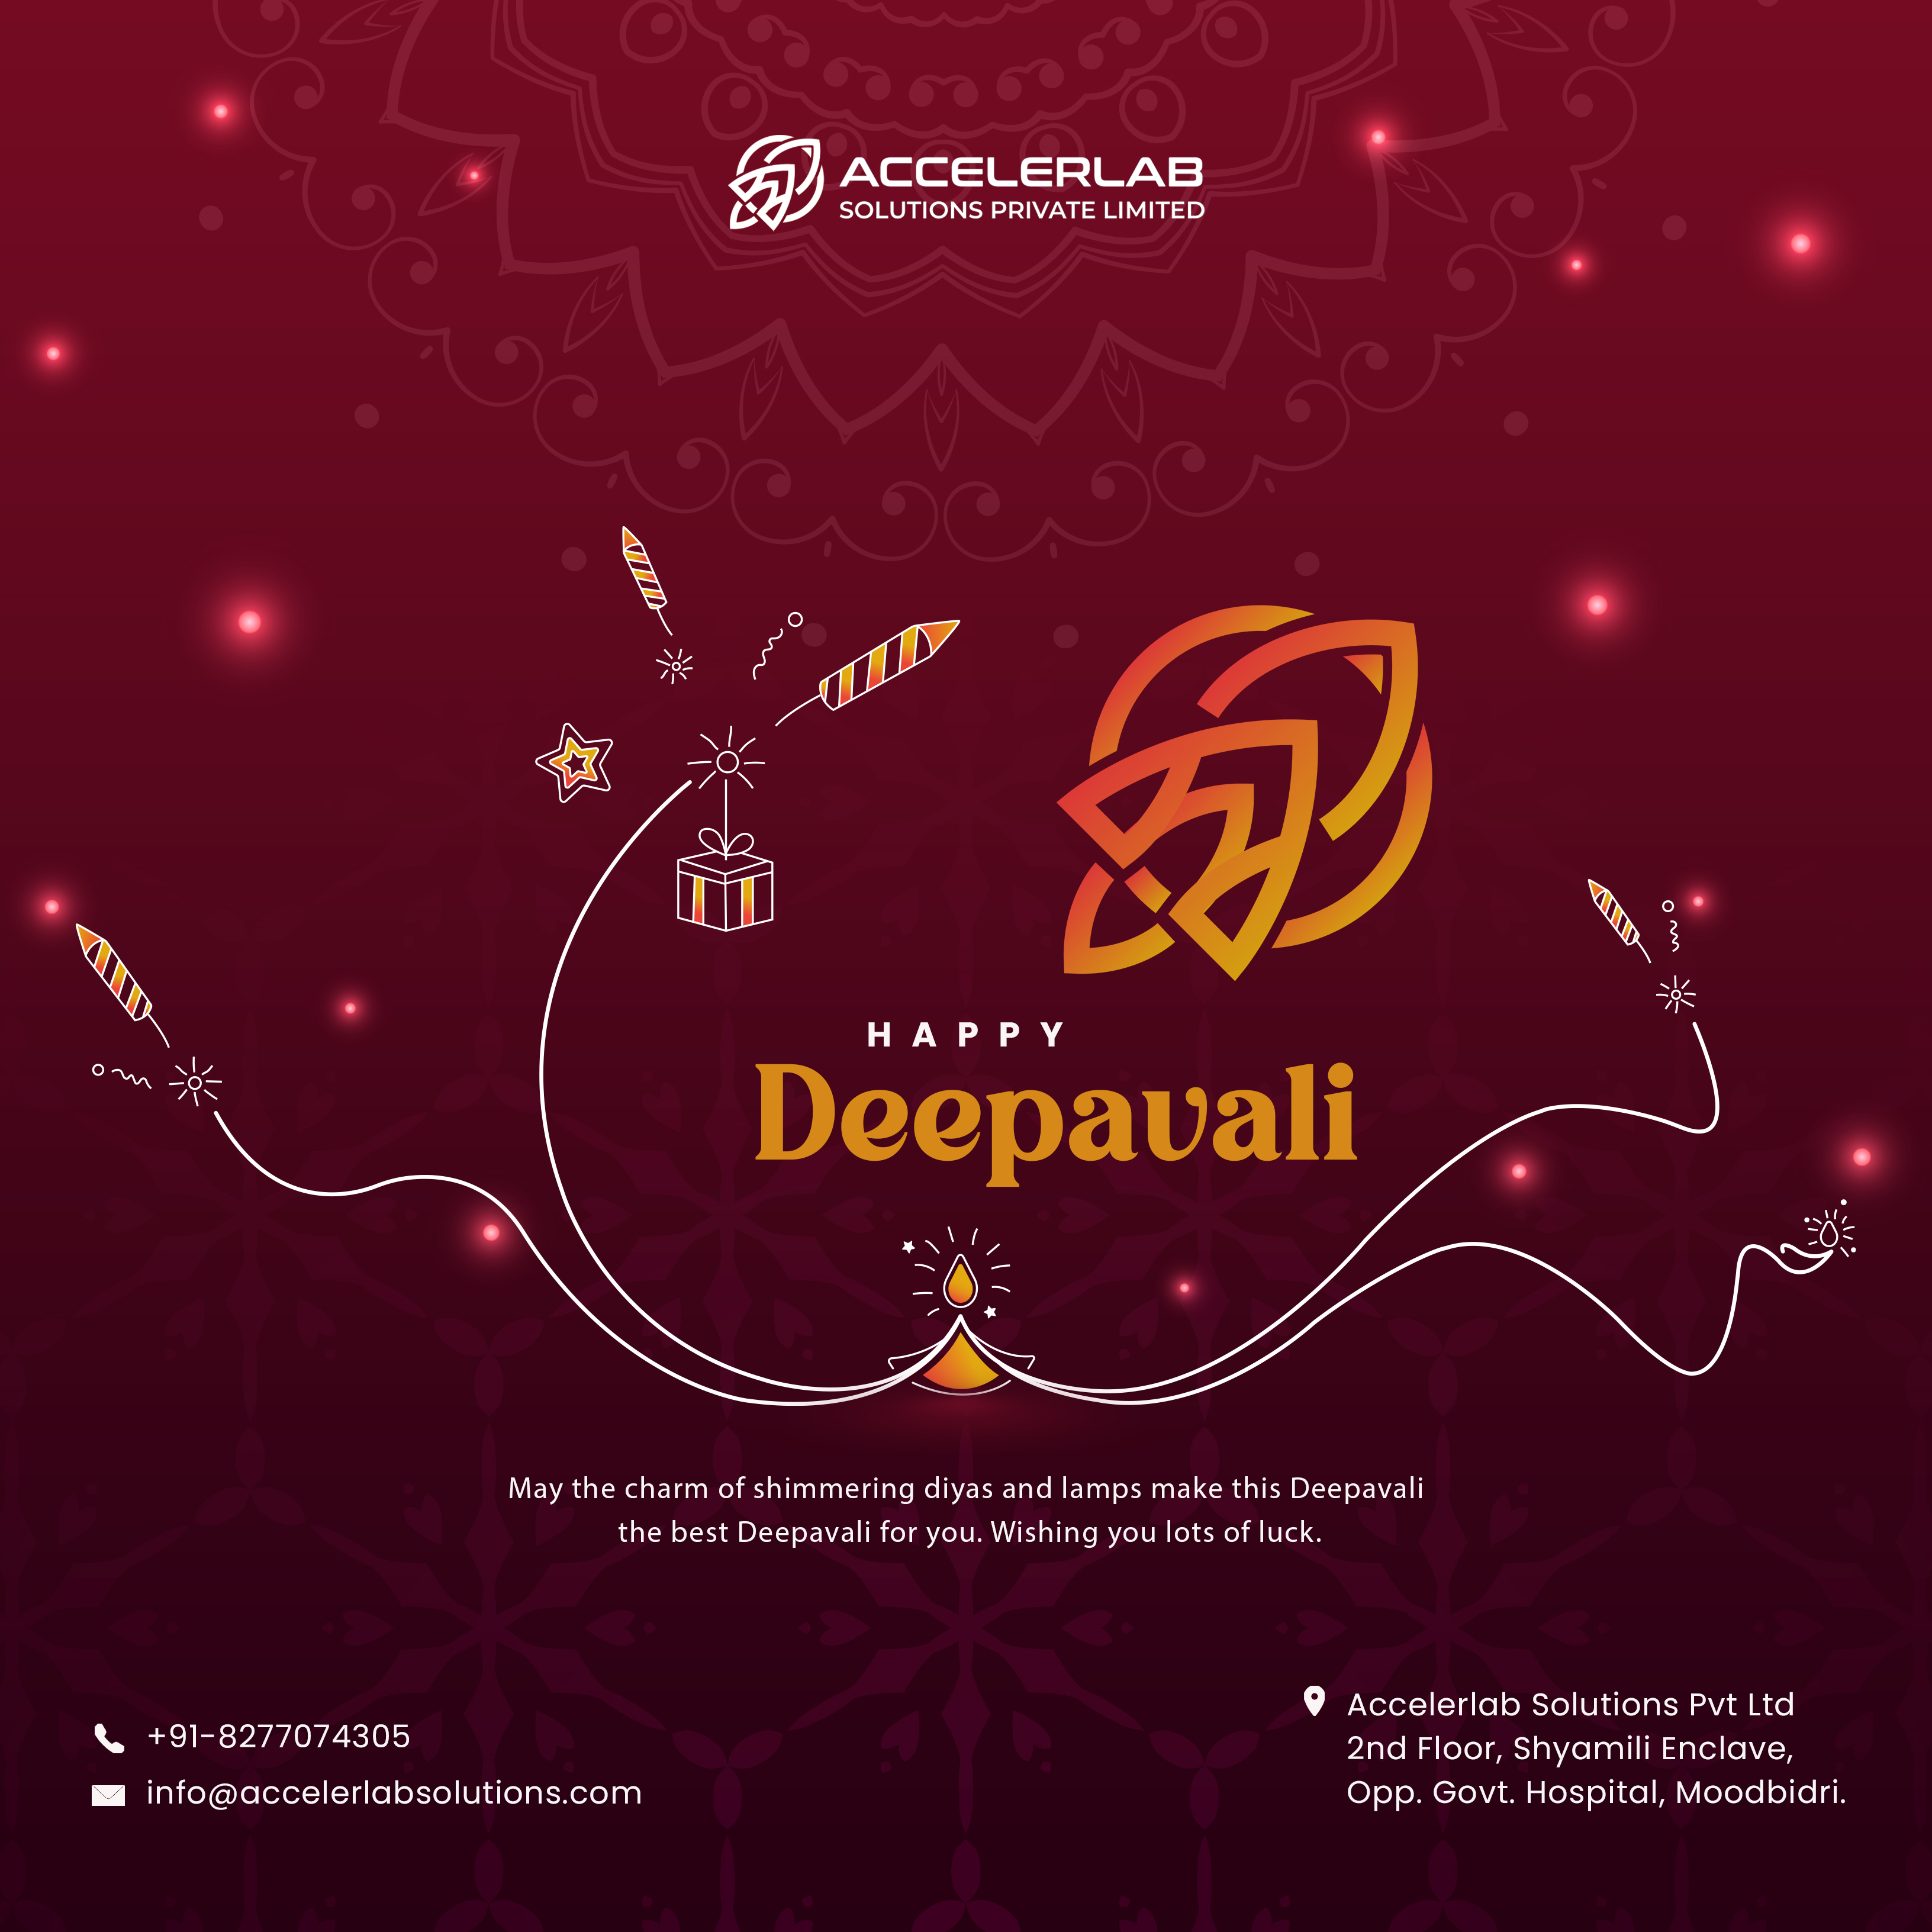 ACCELERLAB
SOLUTIONS PRIVATE LIMITED
HAPPY
Deepavali
May the charm of shimmering diyas and lamps make this Deepavali
the best Deepavali for you. Wishing you lots of luck.
+91-8277074305
info@accelerlabsolutions.com
Accelerlab Solutions Pvt Ltd
2nd Floor, Shyamili Enclave,
Opp. Govt. Hospital, Moodbidri.